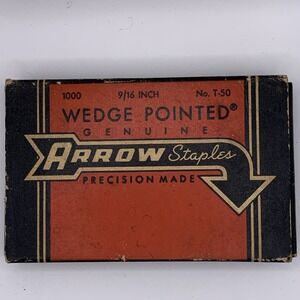 1000 9/16 INCH No. T-50
WEDGE POINTED®
GENUINE
ARROW Staples
PRECISION MADE